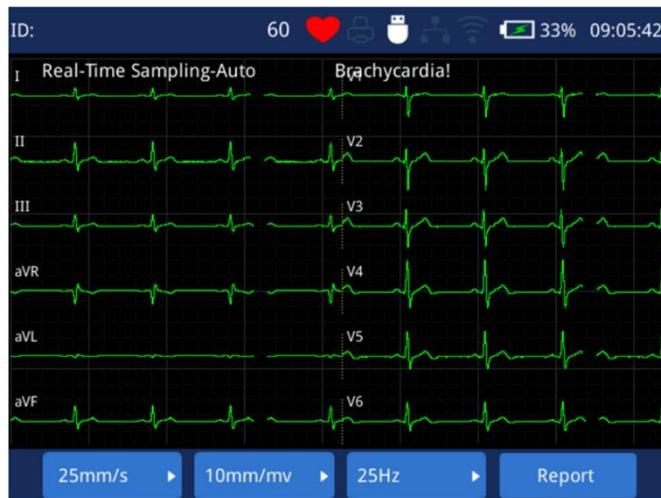 ID: 60 33% 09:05:42
Real-Time Sampling-Auto Brachycardia!
I V1
II V2
III V3
aVR V4
aVL V5
aVF V6
25mm/s 10mm/mv 25Hz Report